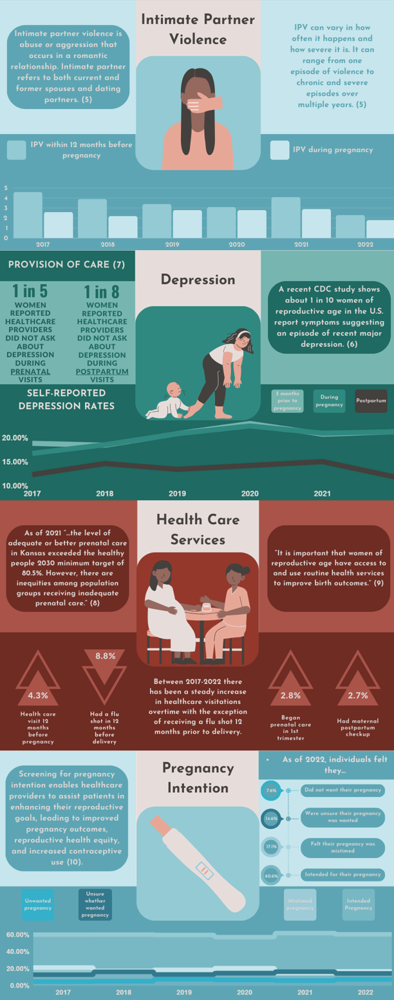 Intimate Partner
Violence
Intimate partner violence is
abuse or aggression that
occurs in a romantic
relationship. Intimate partner
refers to both current and
former spouses and dating
partners. (5)
IPV can vary in how
often it happens and
how severe it is. It can
range from one
episode of violence to
chronic and severe
episodes over
multiple years. (5)
IPV within 12 months before
pregnancy
IPV during pregnancy
5
4
3
2
1
0
2017
2018
2019
2020
2021
2022
PROVISION OF CARE (7)
1 in 5
WOMEN
REPORTED
HEALTHCARE
PROVIDERS
DID NOT ASK
ABOUT
DEPRESSION
DURING
PRENATAL
VISITS
1 in 8
WOMEN
REPORTED
HEALTHCARE
PROVIDERS
DID NOT ASK
ABOUT
DEPRESSION
DURING
POSTPARTUM
VISITS
Depression
A recent CDC study shows
about 1 in 10 women of
reproductive age in the U.S.
report symptoms suggesting
an episode of recent major
depression. (6)
SELF-REPORTED
DEPRESSION RATES
3 months
prior to
pregnancy
During
pregnancy
Postpartum
20.00%
15.00%
10.00%
2017
2018
2019
2020
2021
Health Care
Services
As of 2021 "...the level of
adequate or better prenatal care
in Kansas exceeded the healthy
people 2030 minimum target of
80.5%. However, there are
inequities among population
groups receiving inadequate
prenatal care." (8)
"It is important that women of
reproductive age have access to
and use routine health services
to improve birth outcomes." (9)
4.3%
Health care
visit 12
months
before
pregnancy
8.8%
Had a flu
shot in 12
months
before
delivery
Between 2017-2022 there
has been a steady increase
in healthcare visitations
overtime with the exception
of receiving a flu shot 12
months prior to delivery.
2.8%
Began
prenatal care
in 1st
trimester
2.7%
Had maternal
postpartum
checkup
Pregnancy
Intention
Screening for pregnancy
intention enables healthcare
providers to assist patients in
enhancing their reproductive
goals, leading to improved
pregnancy outcomes,
reproductive health equity,
and increased contraceptive
use (10).
• As of 2022, individuals felt
they...
7.6%
Did not want their pregnancy
14.6%
Were unsure their pregnancy
was wanted
17.1%
Felt their pregnancy was
mistimed
60.6%
Intended for their pregnancy
Unwanted
pregnancy
Unsure
whether
wanted
pregnancy
Mistimed
pregnancy
Intended
Pregnancy
60.00%
40.00%
20.00%
0.00%
2017
2018
2019
2020
2021
2022